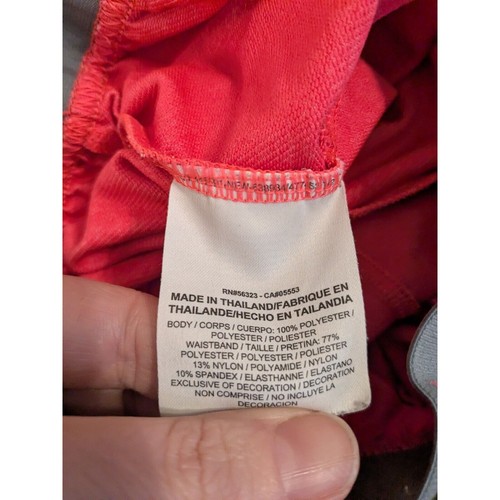 RN#56323 - CA#05553
MADE IN THAILAND/FABRIQUE EN
THAILANDE/HECHO EN TAILANDIA
BODY / CORPS / CUERPO: 100% POLYESTER /
POLYESTER / POLIESTER
WAISTBAND / TAILLE / PRETINA: 77%
POLYESTER / POLYESTER / POLIESTER
13% NYLON / POLYAMIDE / NYLON
10% SPANDEX / ELASTHANNE / ELASTANO
EXCLUSIVE OF DECORATION / DECORATION
NON COMPRISE / NO INCLUYE LA
DECORACION